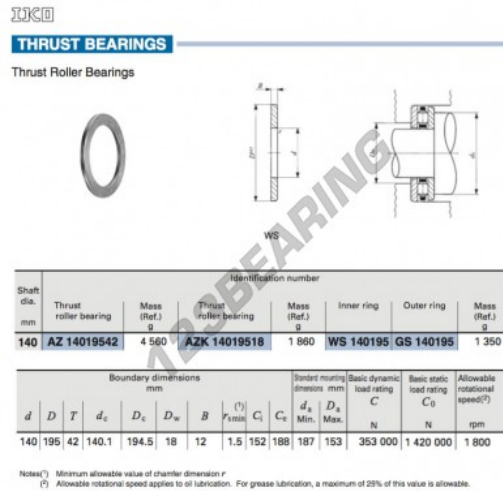 IKO
THRUST BEARINGS
Thrust Roller Bearings
B
d
WS
123BEARING
Identification number
Shaft dia. mm
Thrust roller bearing
Mass (Ref.) g
Thrust roller bearing
Mass (Ref.) g
Inner ring
Outer ring
Mass (Ref.) g
140 AZ 14019542 4 560 AZK 14019518 1 860 WS 140195 GS 140195 1 350
Boundary dimensions mm
Standard mounting dimensions mm
Basic dynamic load rating C N
Basic static load rating C0 N
Allowable rotational speed(2) rpm
d D T dc Dc Dw B rs min(1) Ci Ce da Min. Da Max.
140 195 42 140.1 194.5 18 12 1.5 152 188 187 153 353 000 1 420 000 1 800
Notes(1) Minimum allowable value of chamfer dimension r
(2) Allowable rotational speed applies to oil lubrication. For grease lubrication, a maximum of 25% of this value is allowable.